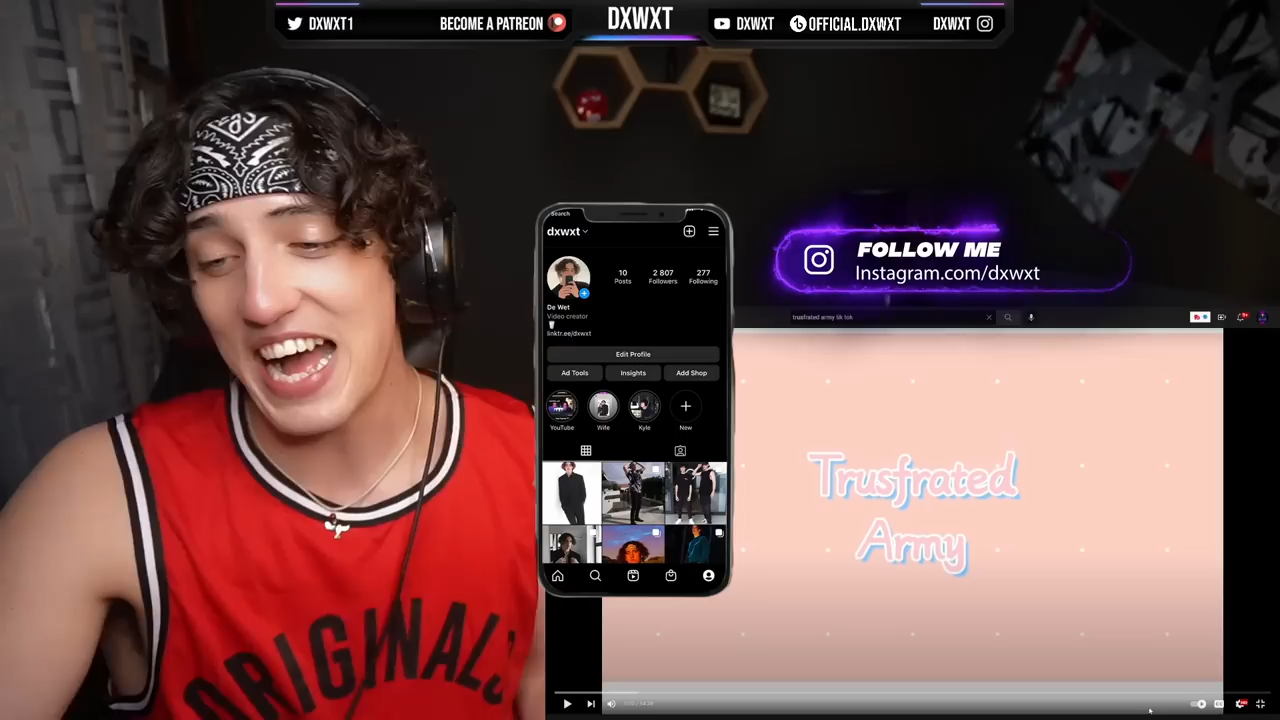 DXWXT1
BECOME A PATREON
DXWXT
DXWXT
OFFICIAL.DXWXT
DXWXT
Search
dxwxt
10
Posts
2 807
Followers
277
Following
De Wet
Video creator
linktr.ee/dxwxt
Edit Profile
Ad Tools
Insights
Add Shop
YouTube
Wife
Kyle
New
FOLLOW ME
Instagram.com/dxwxt
trusfrated army tik tok
Trusfrated
Army
ORIGINALS